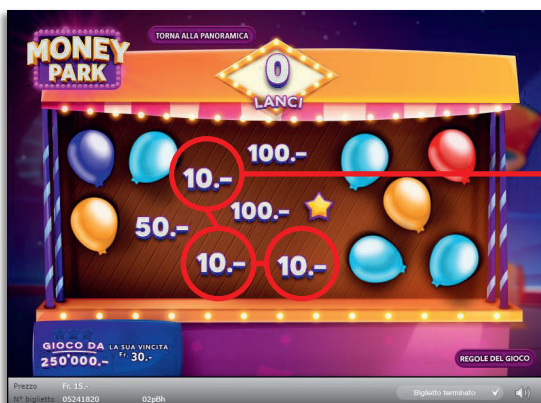 MONEY
PARK
TORNA ALLA PANORAMICA
0
LANCI
100.–
10.–
100.–
50.–
10.–
10.–
GIOCO DA
250'000.–
LA SUA VINCITA
Fr. 30.–
REGOLE DEL GIOCO
Prezzo Fr. 15.–
N° biglietto 05241820 02pBh
Biglietto terminato